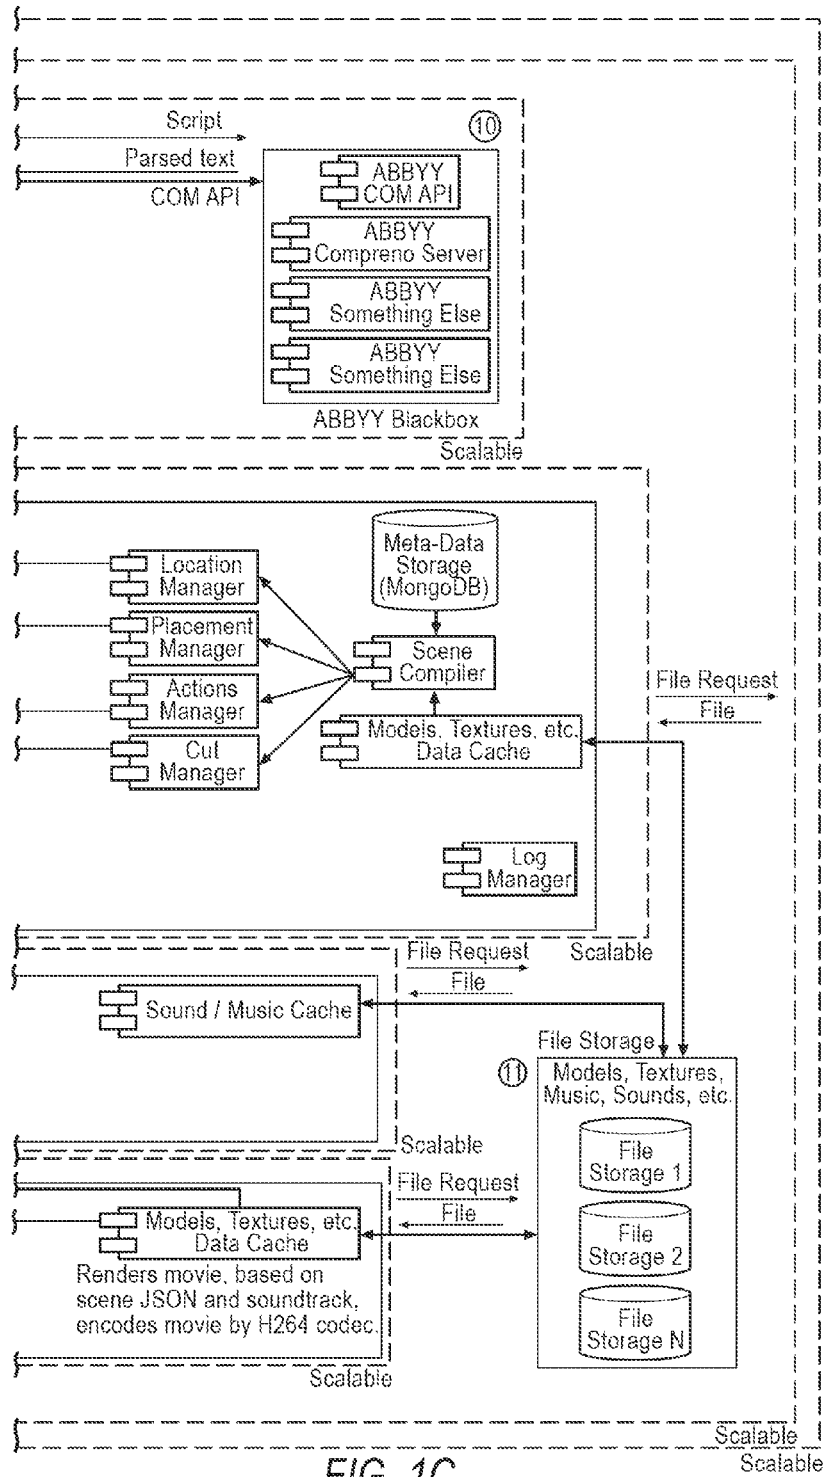 Script
10
Parsed text
COM API
ABBYY
COM API
ABBYY
Compreno Server
ABBYY
Something Else
ABBYY
Something Else
ABBYY Blackbox
Scalable
Meta-Data
Storage
(MongoDB)
Location
Manager
Placement
Manager
Scene
Compiler
Actions
Manager
File Request
File
Cut
Manager
Models, Textures, etc.
Data Cache
Log
Manager
Scalable
File Request
File
Sound / Music Cache
File Storage
11
Models, Textures,
Music, Sounds, etc.
File
Storage 1
Scalable
File Request
File
Models, Textures, etc.
Data Cache
File
Storage 2
Renders movie, based on
scene JSON and soundtrack,
encodes movie by H264 codec.
File
Storage N
Scalable
Scalable
Scalable
FIG. 1C